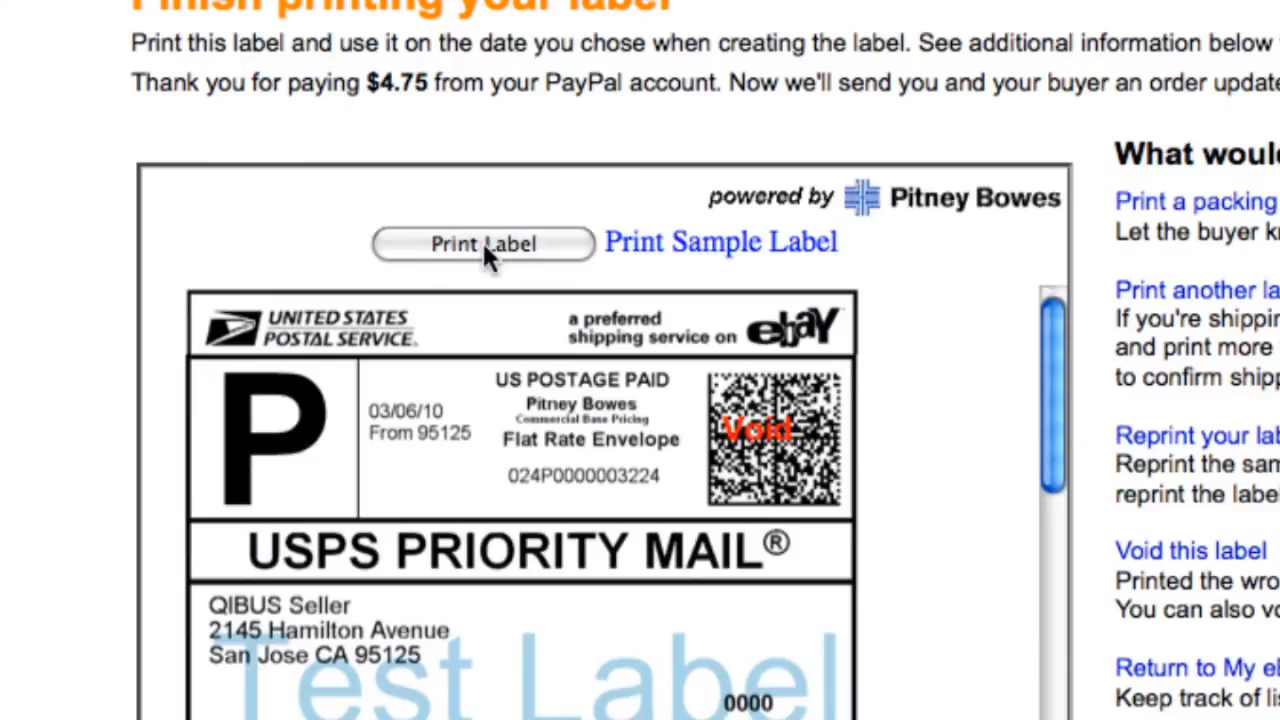 Finish printing your label
Print this label and use it on the date you chose when creating the label. See additional information below
Thank you for paying $4.75 from your PayPal account. Now we'll send you and your buyer an order update
powered by Pitney Bowes
Print Label Print Sample Label
UNITED STATES
POSTAL SERVICE.
a preferred
shipping service on ebay
P
03/06/10
From 95125
US POSTAGE PAID
Pitney Bowes
Commercial Base Pricing
Flat Rate Envelope
024P0000003224
Void
USPS PRIORITY MAIL®
QIBUS Seller
2145 Hamilton Avenue
San Jose CA 95125
Test Label
0000
What woul
Print a packing
Let the buyer k
Print another la
If you're shippin
and print more
to confirm ship
Reprint your lab
Reprint the sam
reprint the label
Void this label
Printed the wro
You can also vo
Return to My eB
Keep track of lis